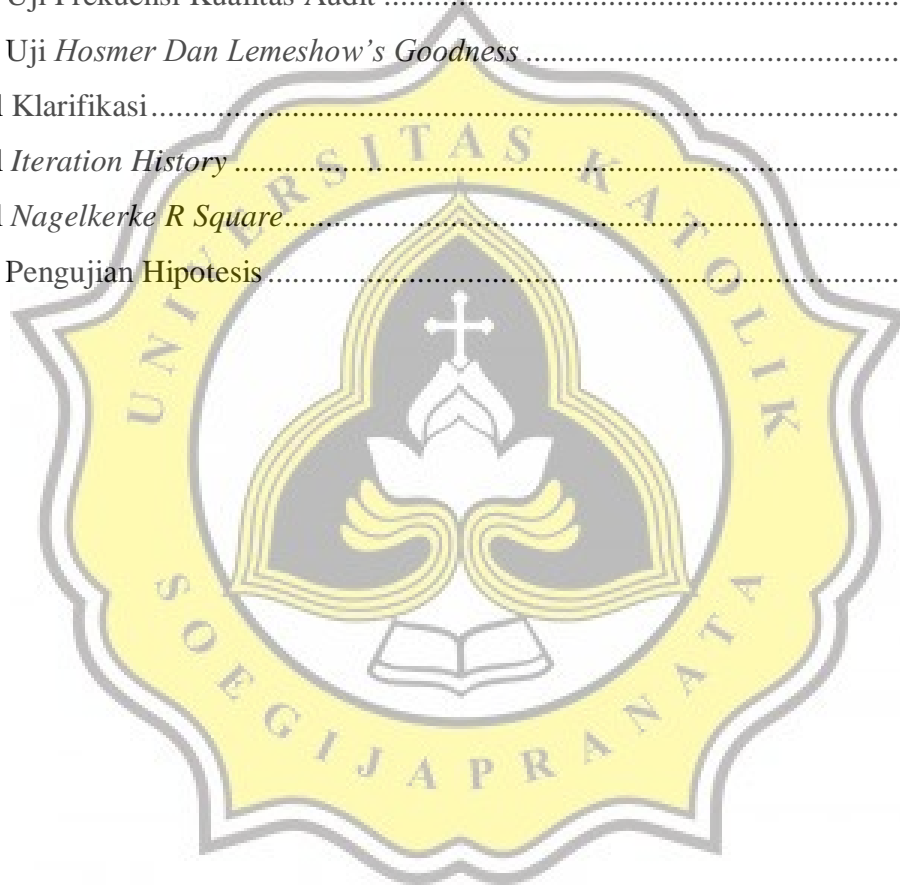 Uji Frekuensi Kualitas Audit ..........................................................................
Uji Hosmer Dan Lemeshow's Goodness ......................................................
l Klarifikasi ....................................................................................................
l Iteration History ..........................................................................................
l Nagelkerke R Square ...................................................................................
Pengujian Hipotesis .....................................................................................
UNIVERSITAS KATOLIK
SOEGIJAPRANATA